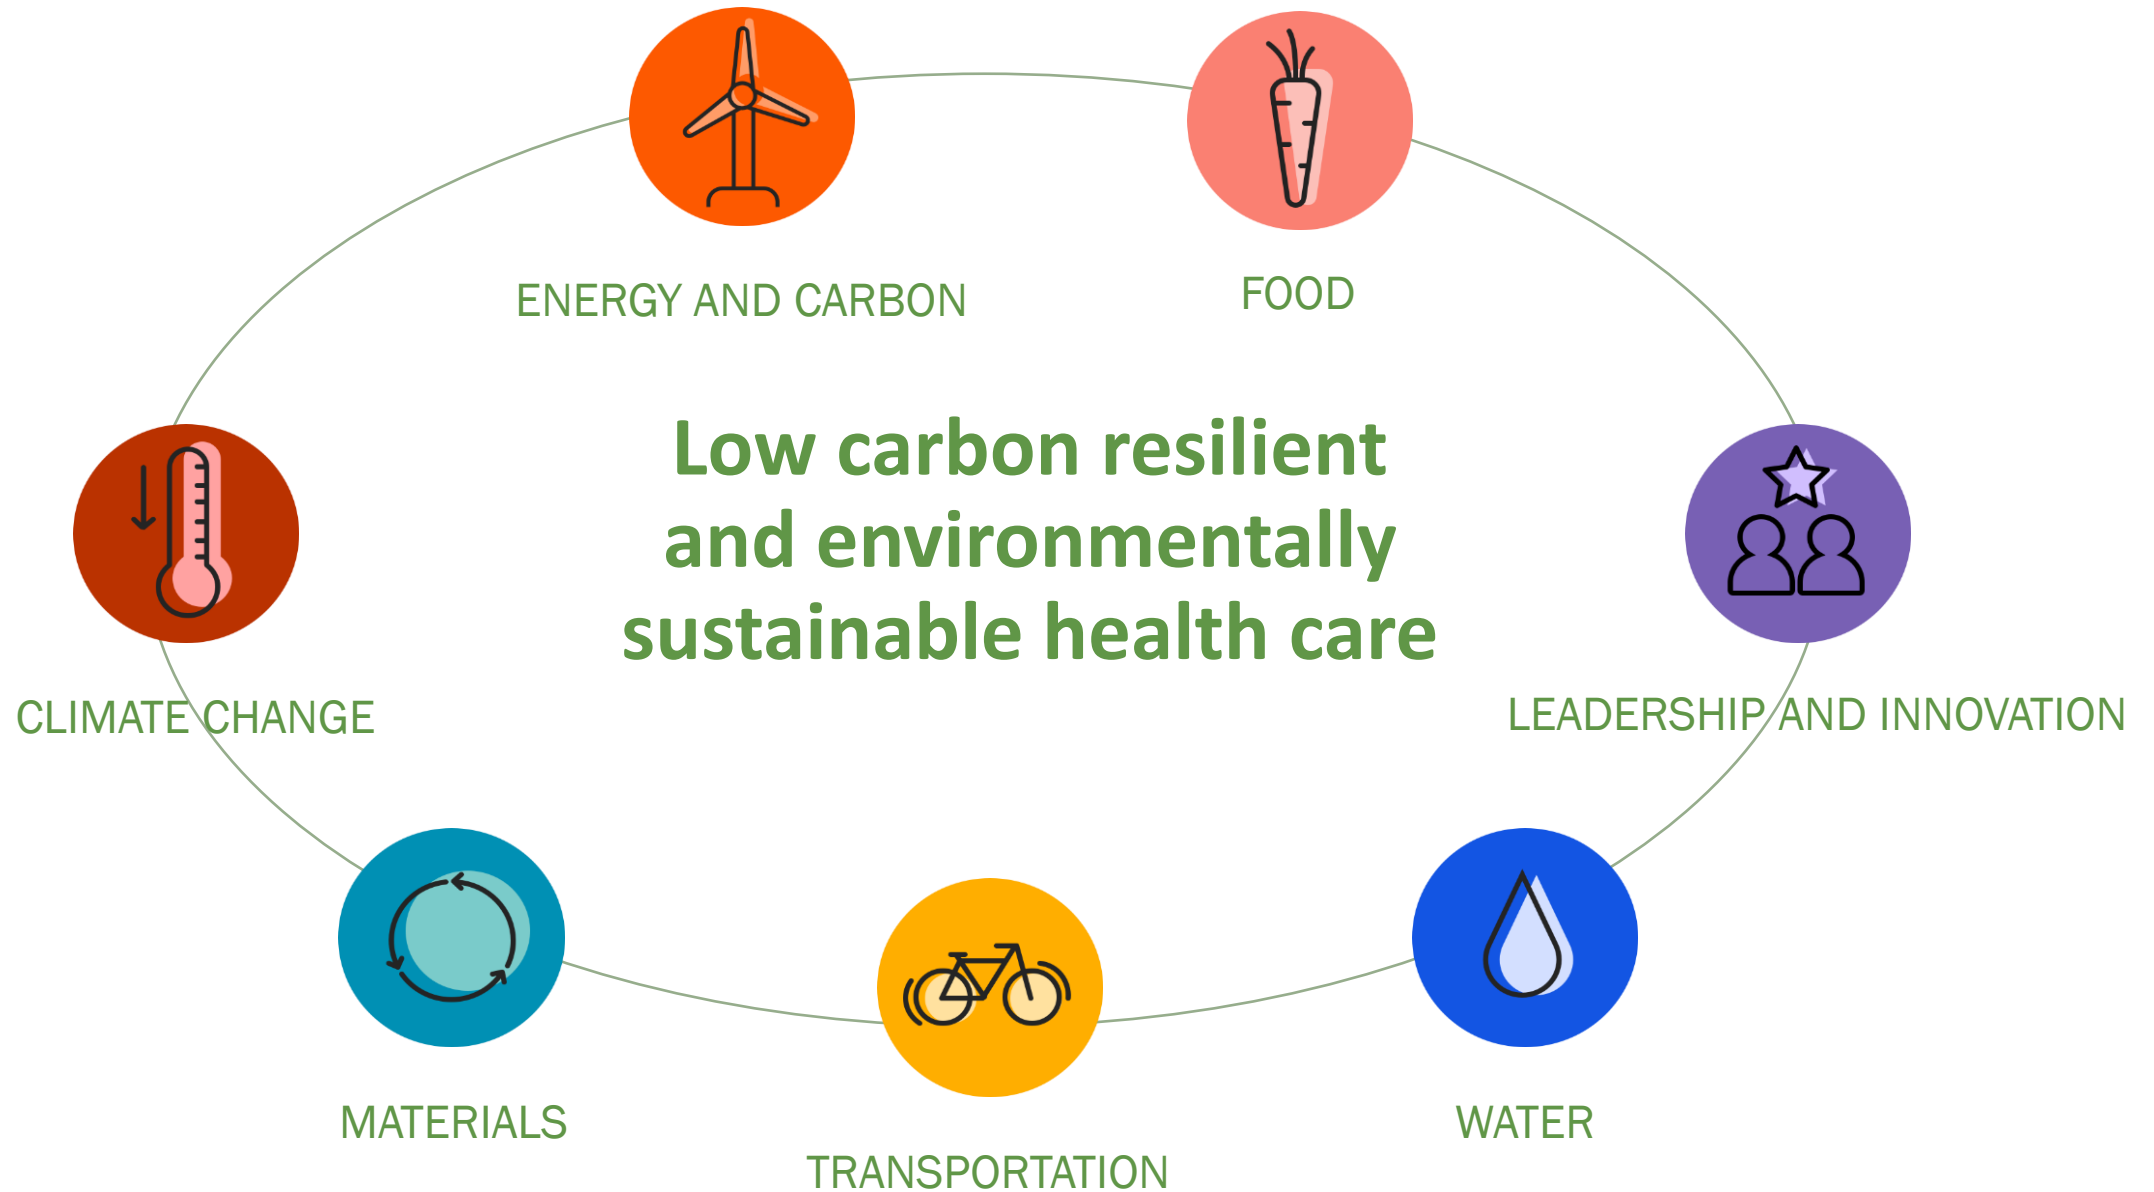 ENERGY AND CARBON
FOOD
Low carbon resilient
and environmentally
sustainable health care
CLIMATE CHANGE
LEADERSHIP AND INNOVATION
MATERIALS
TRANSPORTATION
WATER